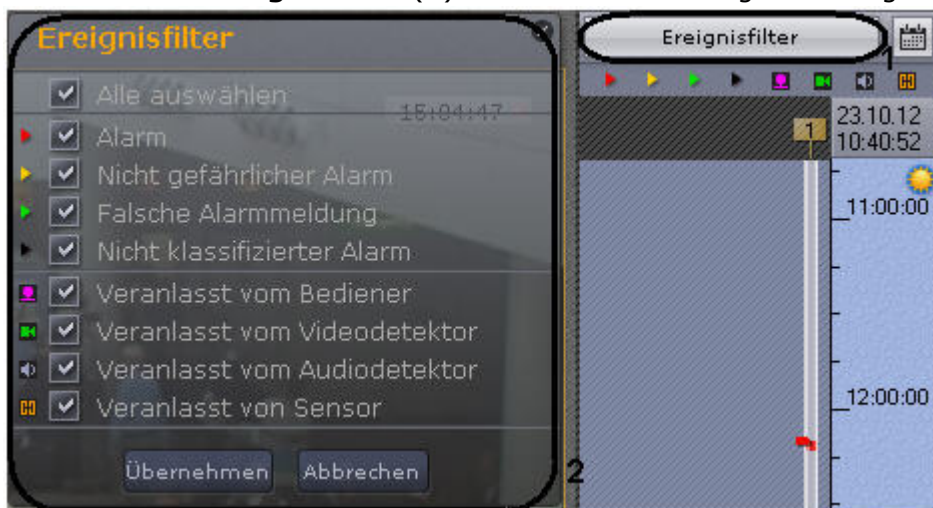 Ereignisfilter
Alle auswählen
15:04:47
Alarm
Nicht gefährlicher Alarm
Falsche Alarmmeldung
Nicht klassifizierter Alarm
Veranlasst vom Bediener
Veranlasst vom Videodetektor
Veranlasst vom Audiodetektor
Veranlasst von Sensor
Übernehmen Abbrechen
2
Ereignisfilter
1
1
23.10.12
10:40:52
11:00:00
12:00:00